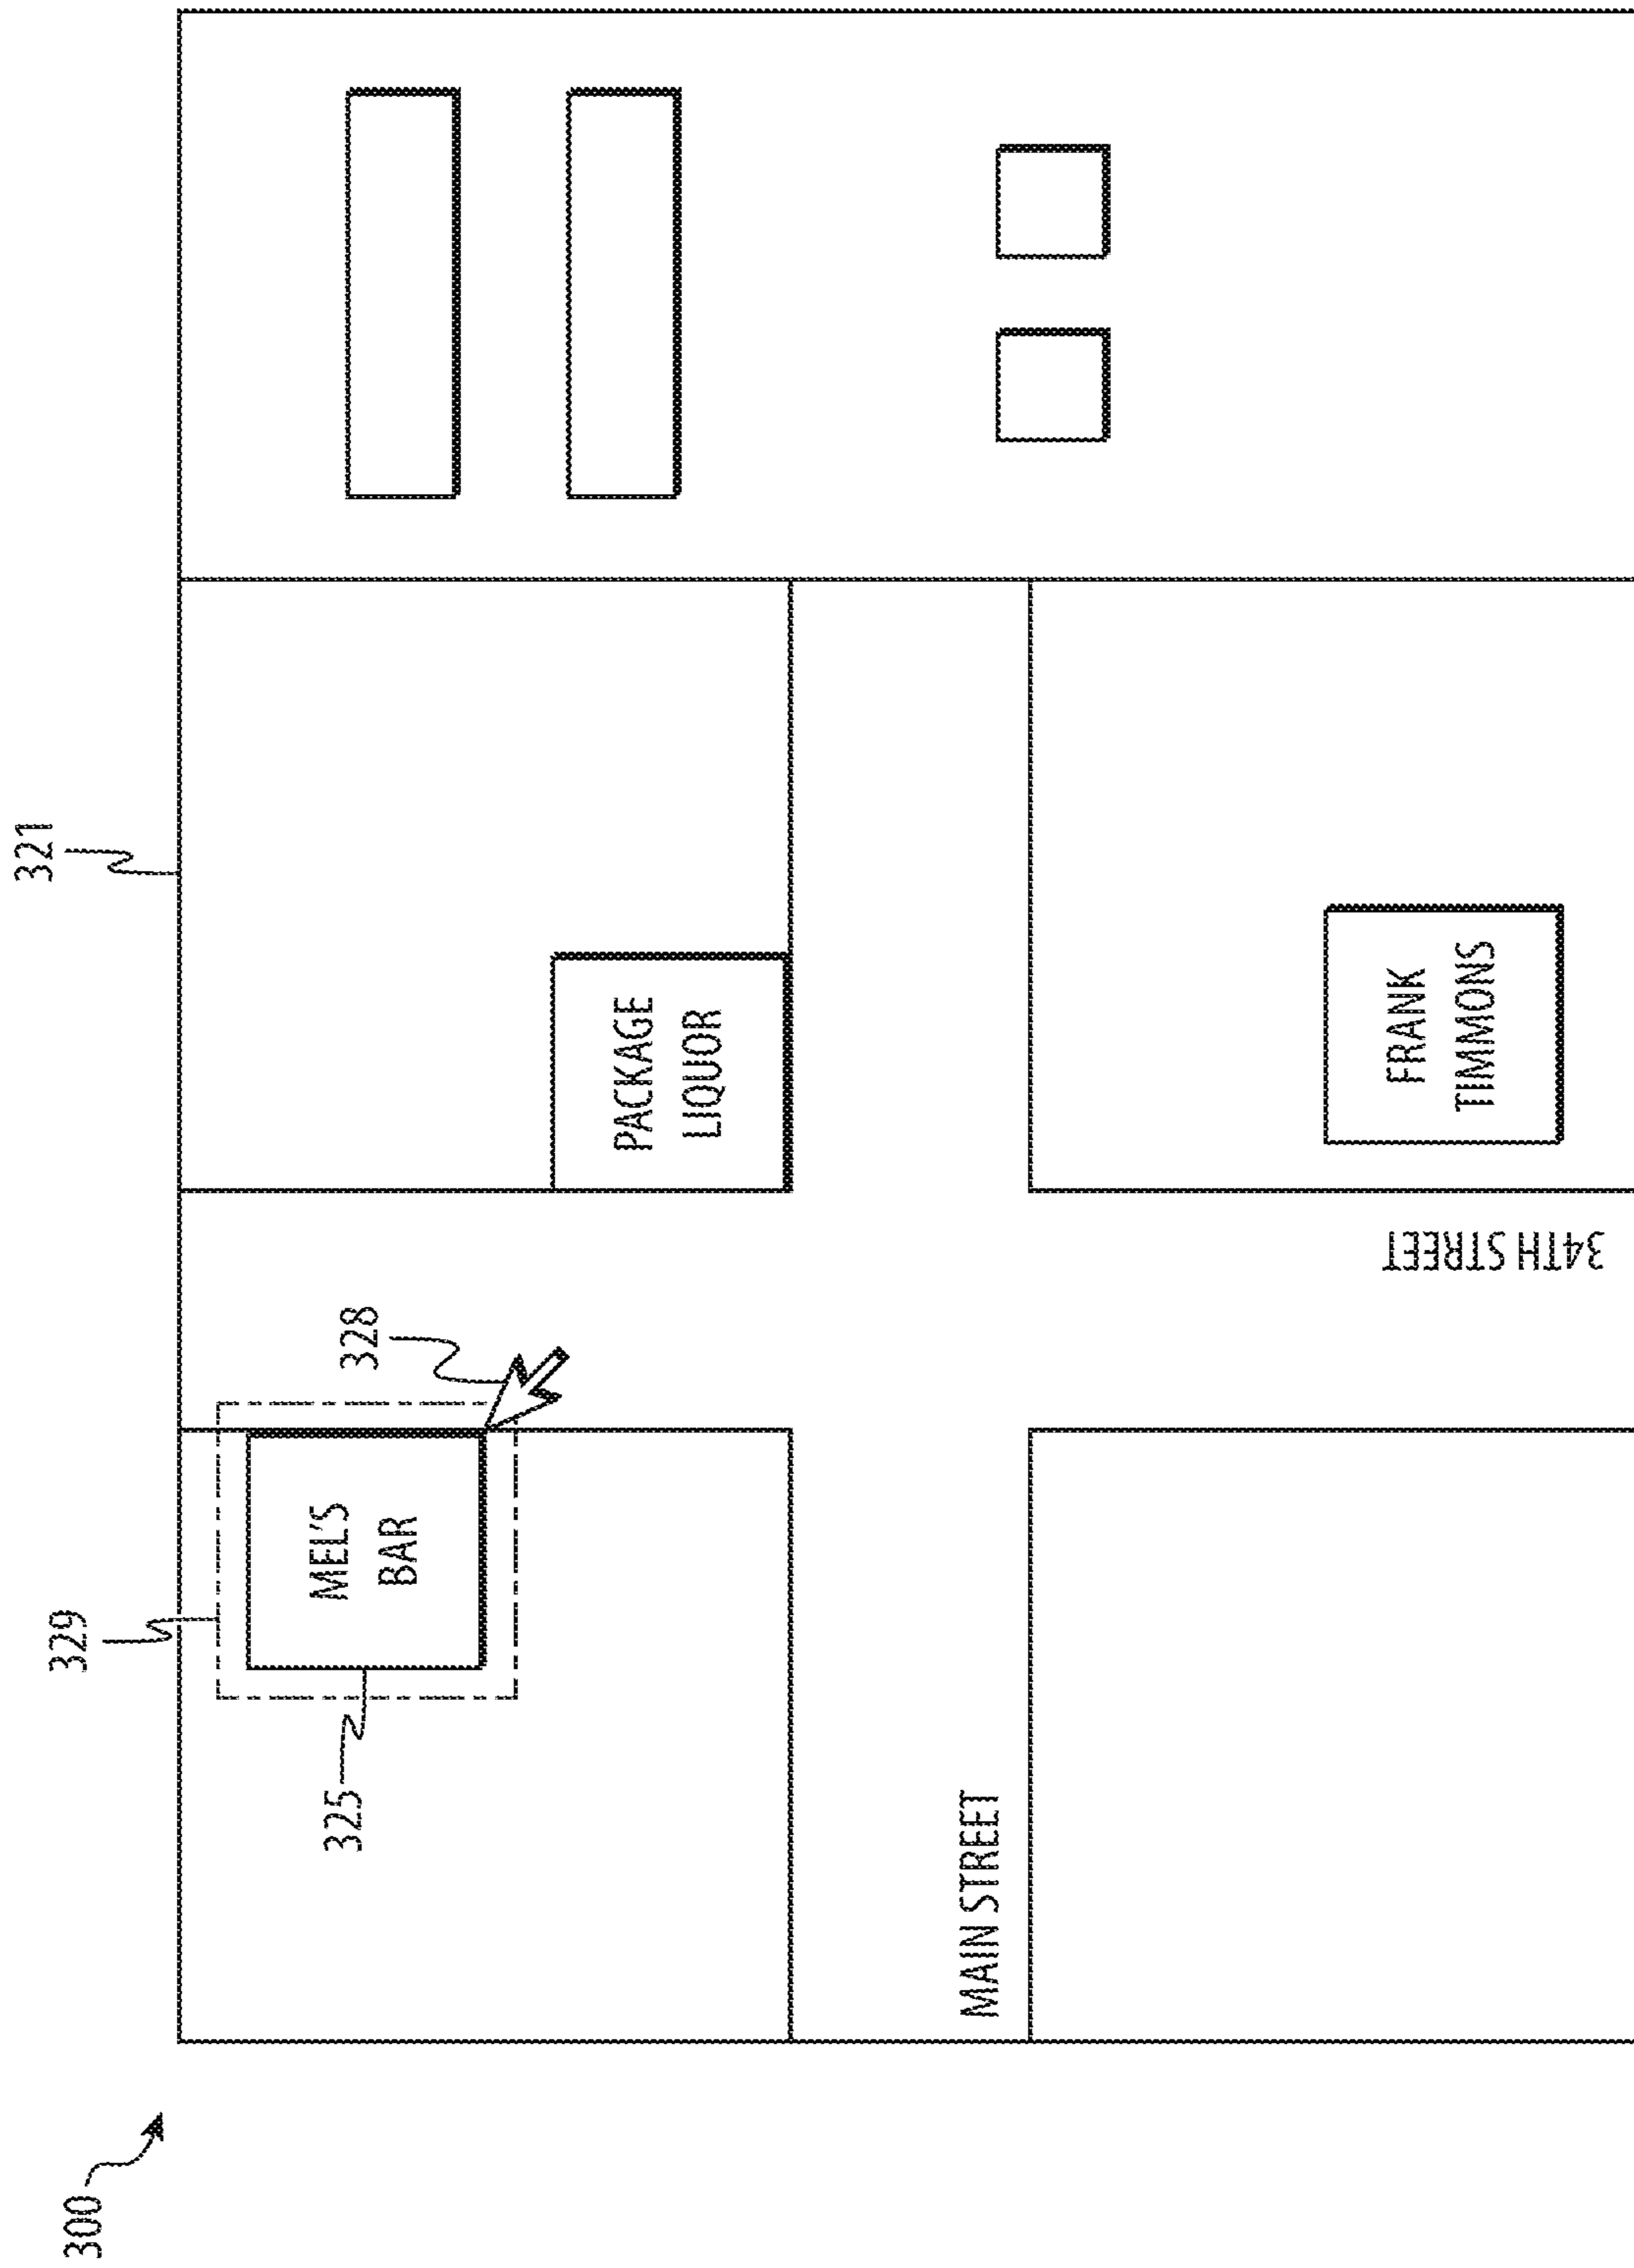 300
321
329
325
MEL'S
BAR
328
PACKAGE
LIQUOR
MAIN STREET
34TH STREET
FRANK
TIMMONS